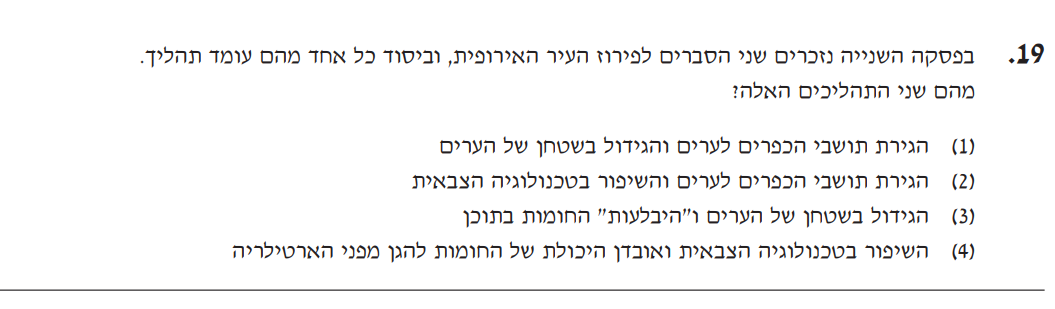 19. בפסקה השנייה נזכרים שני הסברים לפירוז העיר האירופית, וביסוד כל אחד מהם עומד תהליך.
מהם שני התהליכים האלה?
(1) הגירת תושבי הכפרים לערים והגידול בשטחן של הערים
(2) הגירת תושבי הכפרים לערים והשיפור בטכנולוגיה הצבאית
(3) הגידול בשטחן של הערים ו"היבלעות" החומות בתוכן
(4) השיפור בטכנולוגיה הצבאית ואובדן היכולת של החומות להגן מפני הארטילריה